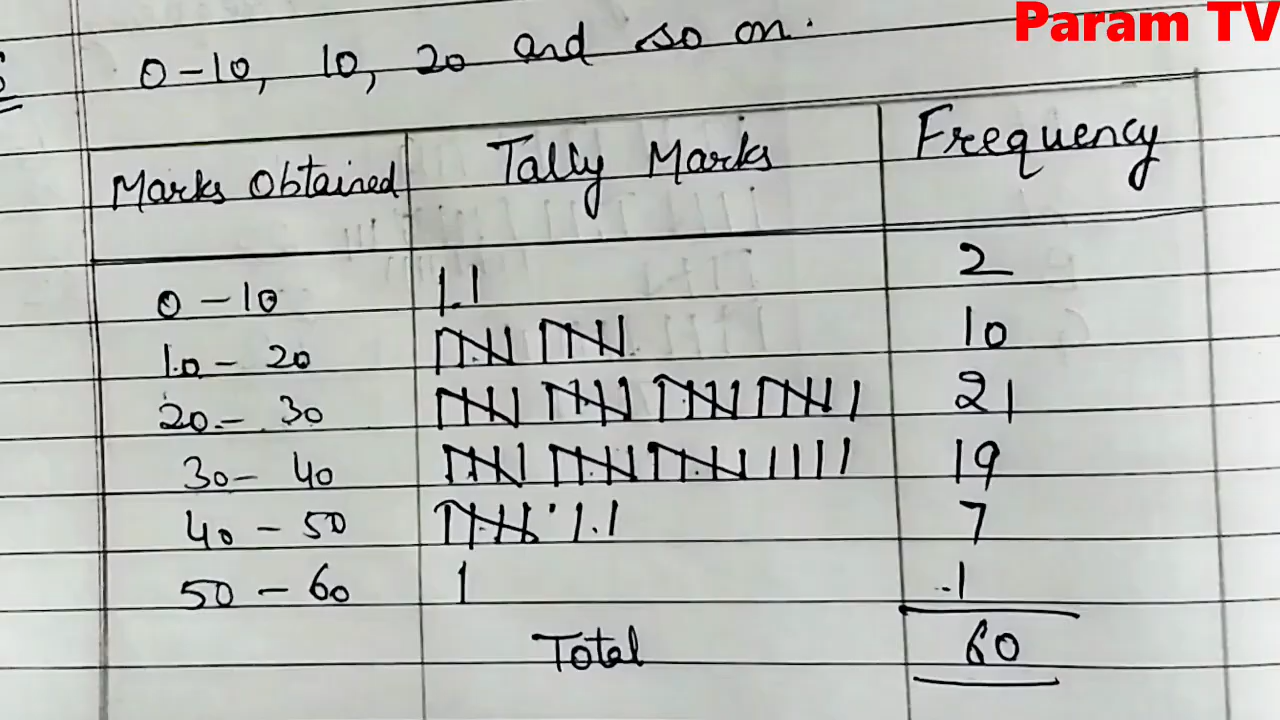 Param TV
0-10, 10, 20 and so on.
Marks Obtained Tally Marks Frequency
0-10 || 2
10-20 𝍸 𝍸 10
20-30 𝍸 𝍸 𝍸 𝍸 | 21
30-40 𝍸 𝍸 𝍸 |||| 19
40-50 𝍸 || 7
50-60 | 1
Total 60